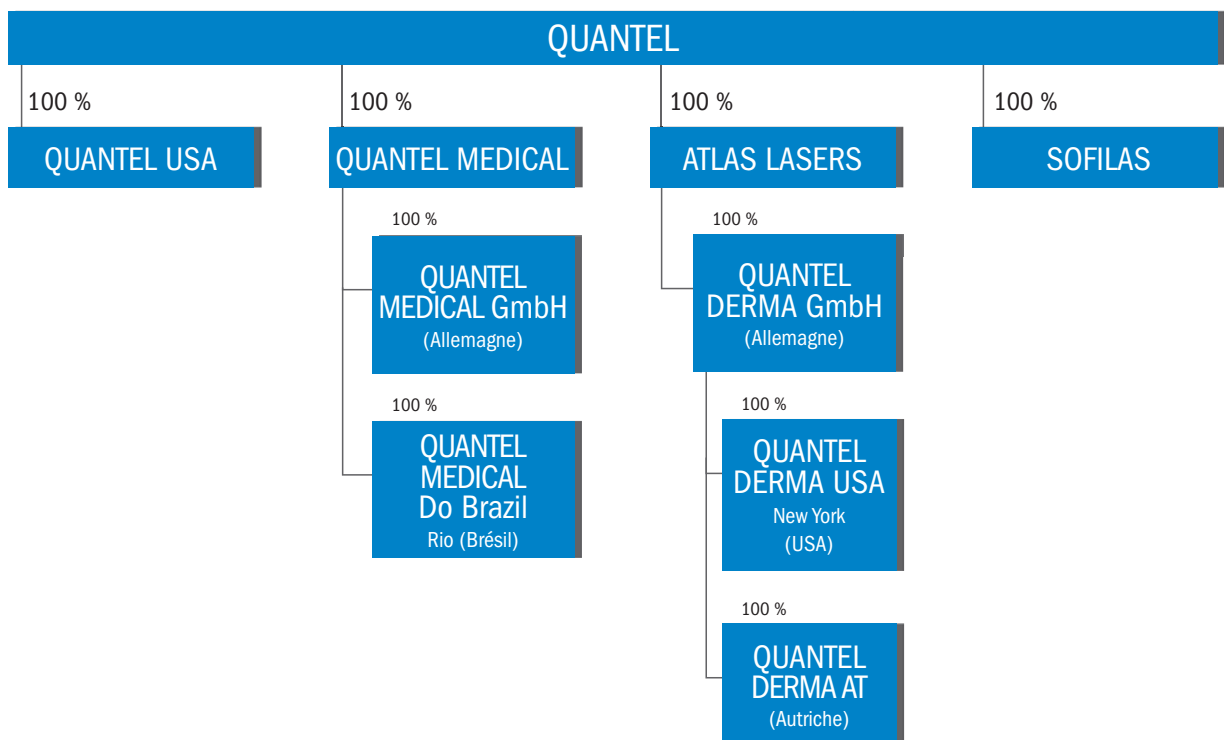 QUANTEL
100 %
100 %
100 %
100 %
QUANTEL USA
QUANTEL MEDICAL
ATLAS LASERS
SOFILAS
100 %
QUANTEL
MEDICAL GmbH
(Allemagne)
100 %
QUANTEL
MEDICAL
Do Brazil
Rio (Brésil)
100 %
QUANTEL
DERMA GmbH
(Allemagne)
100 %
QUANTEL
DERMA USA
New York
(USA)
100 %
QUANTEL
DERMA AT
(Autriche)